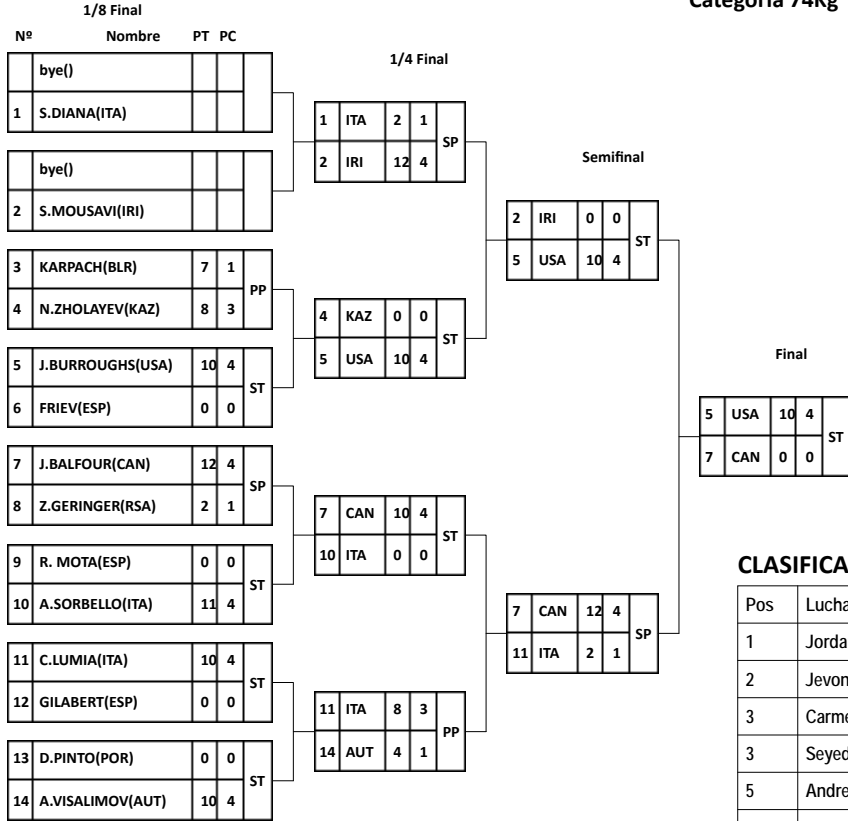 Categoría 74Kg
1/8 Final
Nº Nombre PT PC
bye()
1 S.DIANA(ITA)
bye()
2 S.MOUSAVI(IRI)
3 KARPACH(BLR) 7 1
PP
4 N.ZHOLAYEV(KAZ) 8 3
5 J.BURROUGHS(USA) 10 4
ST
6 FRIEV(ESP) 0 0
7 J.BALFOUR(CAN) 12 4
SP
8 Z.GERINGER(RSA) 2 1
9 R. MOTA(ESP) 0 0
ST
10 A.SORBELLO(ITA) 11 4
11 C.LUMIA(ITA) 10 4
ST
12 GILABERT(ESP) 0 0
13 D.PINTO(POR) 0 0
ST
14 A.VISALIMOV(AUT) 10 4
1/4 Final
1 ITA 2 1
SP
2 IRI 12 4
4 KAZ 0 0
ST
5 USA 10 4
7 CAN 10 4
ST
10 ITA 0 0
11 ITA 8 3
PP
14 AUT 4 1
Semifinal
2 IRI 0 0
ST
5 USA 10 4
7 CAN 12 4
SP
11 ITA 2 1
Final
5 USA 10 4
ST
7 CAN 0 0
CLASIFICA
Pos Lucha
1 Jorda
2 Jevon
3 Carme
3 Seyed
5 Andre